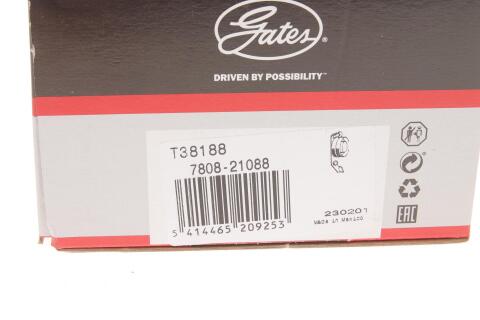 Gates®
DRIVEN BY POSSIBILITY™
T38188
7808-21088
230201
Made in Mexico
5 414465 209253
EAC